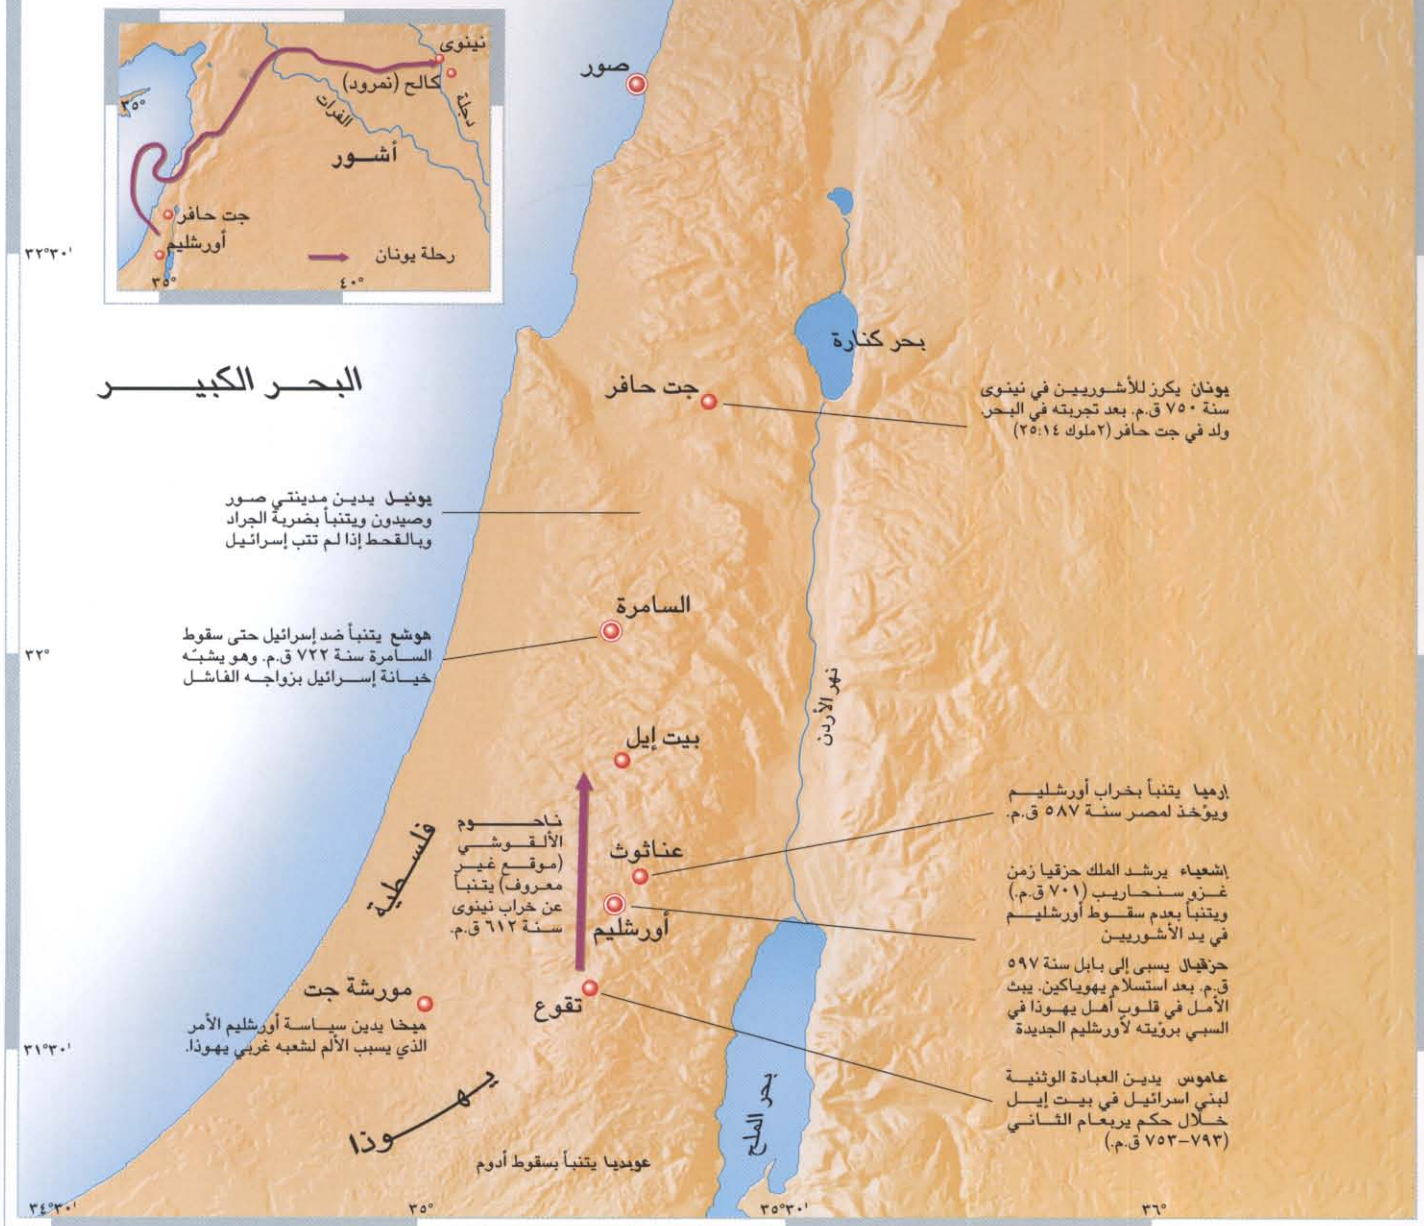 نينوى
كالح (نمرود)
دجلة
الفرات
أشـــور
٣٥°
جت حافر
أورشليم
رحلة يونان
٣٥°
٤٠°
صور
٣٢°٣٠'
البحر الكبير
بحر كنارة
جت حافر
يونان يكرز للأشوريين في نينوى
سنة ٧٥٠ ق.م. بعد تجربته في البحر.
ولد في جت حافر (٢ملوك ٢٥:١٤)
يوئيل يدين مدينتي صور
وصيدون ويتنبأ بضربة الجراد
وبالقحط إذا لم تتب إسرائيل
السامرة
هوشع يتنبأ ضد إسرائيل حتى سقوط
السامرة سنة ٧٢٢ ق.م. وهو يشبّه
خيانة إسرائيل بزواجه الفاشل
٣٢°
نهر الأردن
بيت إيل
إرميا يتنبأ بخراب أورشليم
ويؤخذ لمصر سنة ٥٨٧ ق.م.
ناحوم
الألقوشي
(موقع غير
معروف) يتنبأ
عن خراب نينوى
سنة ٦١٢ ق.م.
فلسطية
عناثوث
أورشليم
إشعياء يرشد الملك حزقيا زمن
غزو سنحاريب (٧٠١ ق.م.)
ويتنبأ بعدم سقوط أورشليم
في يد الأشوريين
حزقيال يسبى إلى بابل سنة ٥٩٧
ق.م. بعد استسلام يهوياكين. يبث
الأمل في قلوب أهل يهوذا في
السبي برؤيته لأورشليم الجديدة
تقوع
مورشة جت
ميخا يدين سياسة أورشليم الأمر
الذي يسبب الألم لشعبه غربي يهوذا.
٣١°٣٠'
عاموس يدين العبادة الوثنية
لبني اسرائيل في بيت إيل
خلال حكم يربعام الثاني
(٧٩٣–٧٥٣ ق.م.)
يهوذا
بحر الملح
عوبديا يتنبأ بسقوط أدوم
٣٤°٣٠'
٣٥°
٣٥°٣٠'
٣٦°